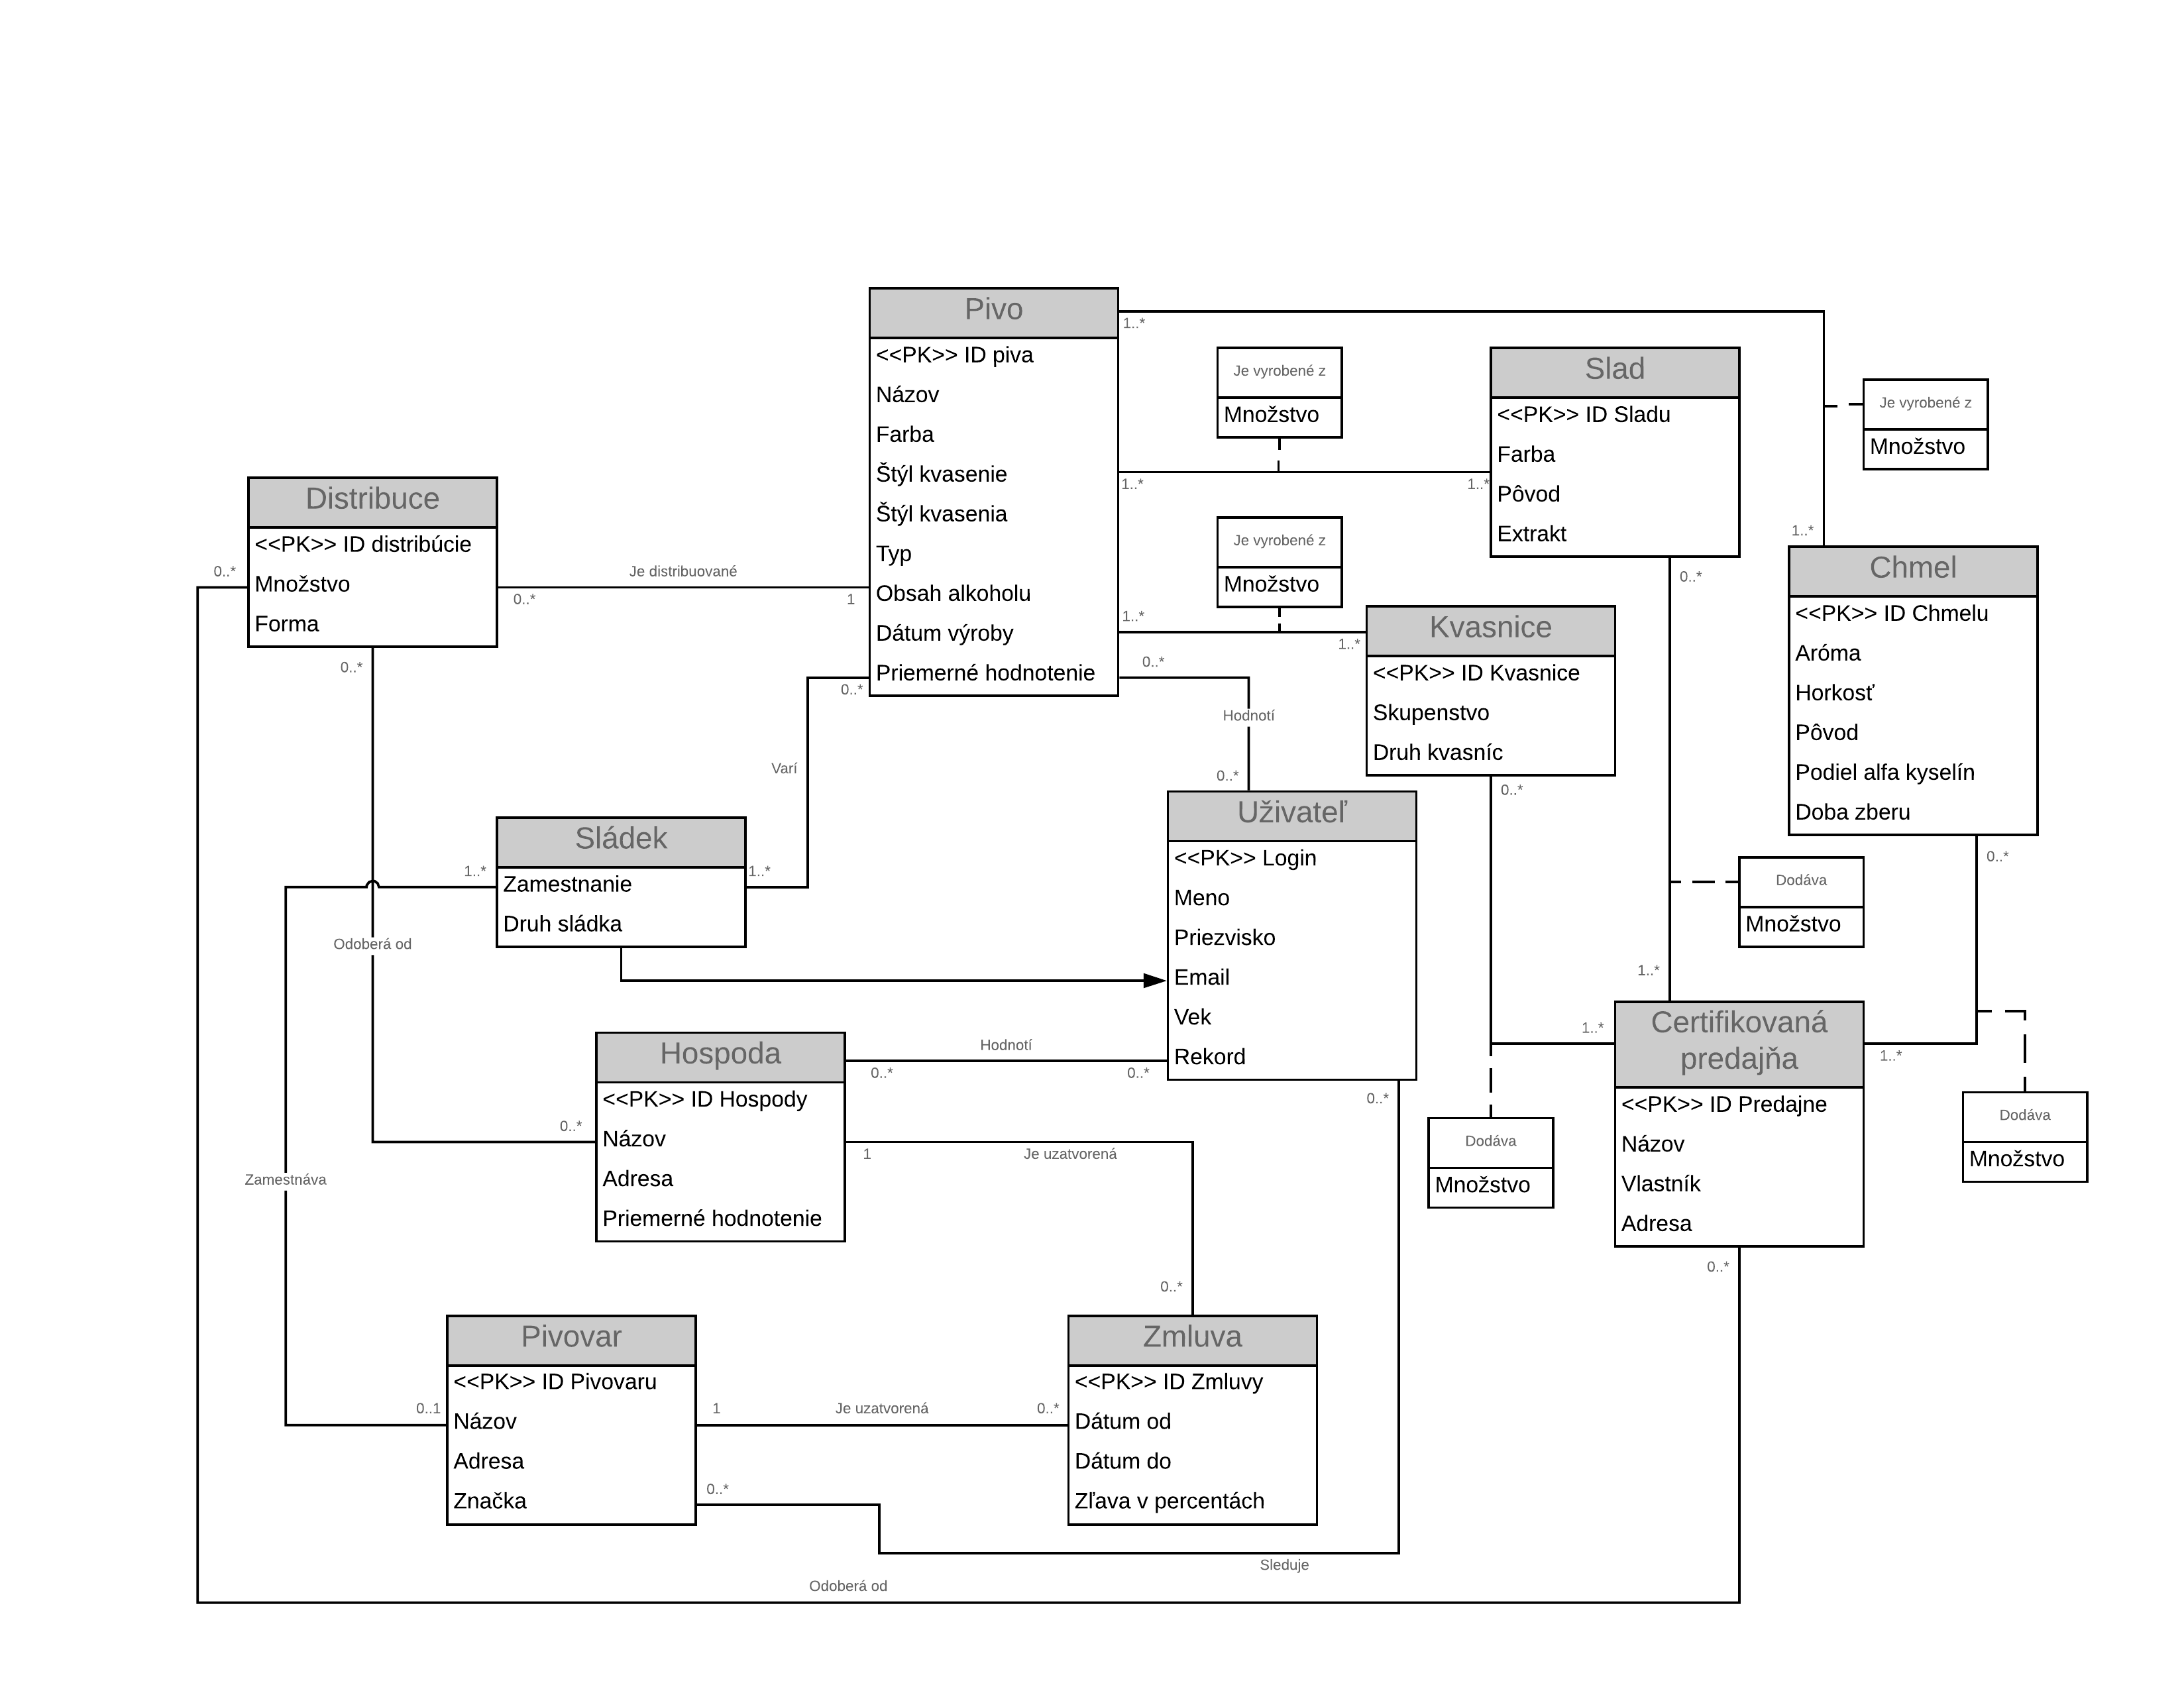 Pivo
<<PK>> ID piva
Názov
Farba
Štýl kvasenie
Štýl kvasenia
Typ
Obsah alkoholu
Dátum výroby
Priemerné hodnotenie
1..*
1..*
1..*
0..*
0..*
1
Je vyrobené z
Množstvo
Je vyrobené z
Množstvo
Je vyrobené z
Množstvo
Slad
<<PK>> ID Sladu
Farba
Pôvod
Extrakt
1..*
0..*
Chmel
<<PK>> ID Chmelu
Aróma
Horkosť
Pôvod
Podiel alfa kyselín
Doba zberu
1..*
0..*
Distribuce
<<PK>> ID distribúcie
Množstvo
Forma
0..*
0..*
0..*
Je distribuované
Kvasnice
<<PK>> ID Kvasnice
Skupenstvo
Druh kvasníc
1..*
0..*
Hodnotí
0..*
Varí
Sládek
Zamestnanie
Druh sládka
1..*
1..*
Odoberá od
Užívateľ
<<PK>> Login
Meno
Priezvisko
Email
Vek
Rekord
Dodáva
Množstvo
1..*
1..*
1..*
Certifikovaná
predajňa
<<PK>> ID Predajne
Názov
Vlastník
Adresa
0..*
Dodáva
Množstvo
Dodáva
Množstvo
Hospoda
<<PK>> ID Hospody
Názov
Adresa
Priemerné hodnotenie
Hodnotí
0..*
0..*
0..*
0..*
1
Je uzatvorená
0..*
Zamestnáva
Pivovar
<<PK>> ID Pivovaru
Názov
Adresa
Značka
0..1
1
Je uzatvorená
0..*
0..*
Zmluva
<<PK>> ID Zmluvy
Dátum od
Dátum do
Zľava v percentách
Sleduje
Odoberá od